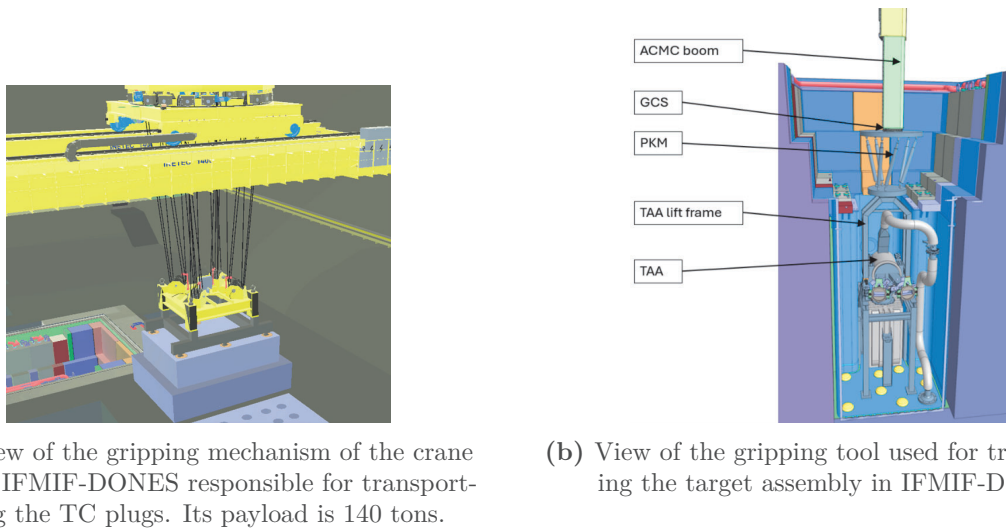 ACMC boom
GCS
PKM
TAA lift frame
TAA
ew of the gripping mechanism of the crane
IFMIF-DONES responsible for transport-
g the TC plugs. Its payload is 140 tons.
(b) View of the gripping tool used for tr
ing the target assembly in IFMIF-D